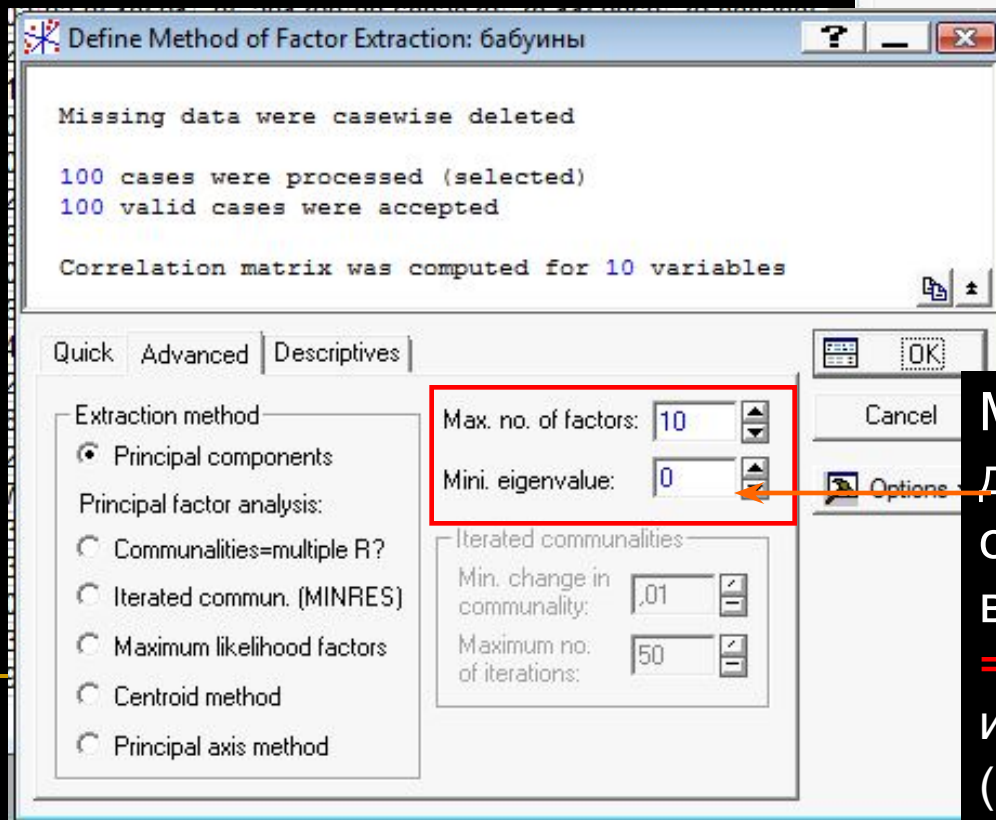 Define Method of Factor Extraction: бабуины
Missing data were casewise deleted
100 cases were processed (selected)
100 valid cases were accepted
Correlation matrix was computed for 10 variables
Quick Advanced Descriptives
OK
Cancel
Options
Extraction method
Principal components
Principal factor analysis:
Communalities=multiple R?
Iterated commun. (MINRES)
Maximum likelihood factors
Centroid method
Principal axis method
Max. no. of factors: 10
Mini. eigenvalue: 0
Iterated communalities
Min. change in
communality: ,01
Maximum no.
of iterations: 50
=
(